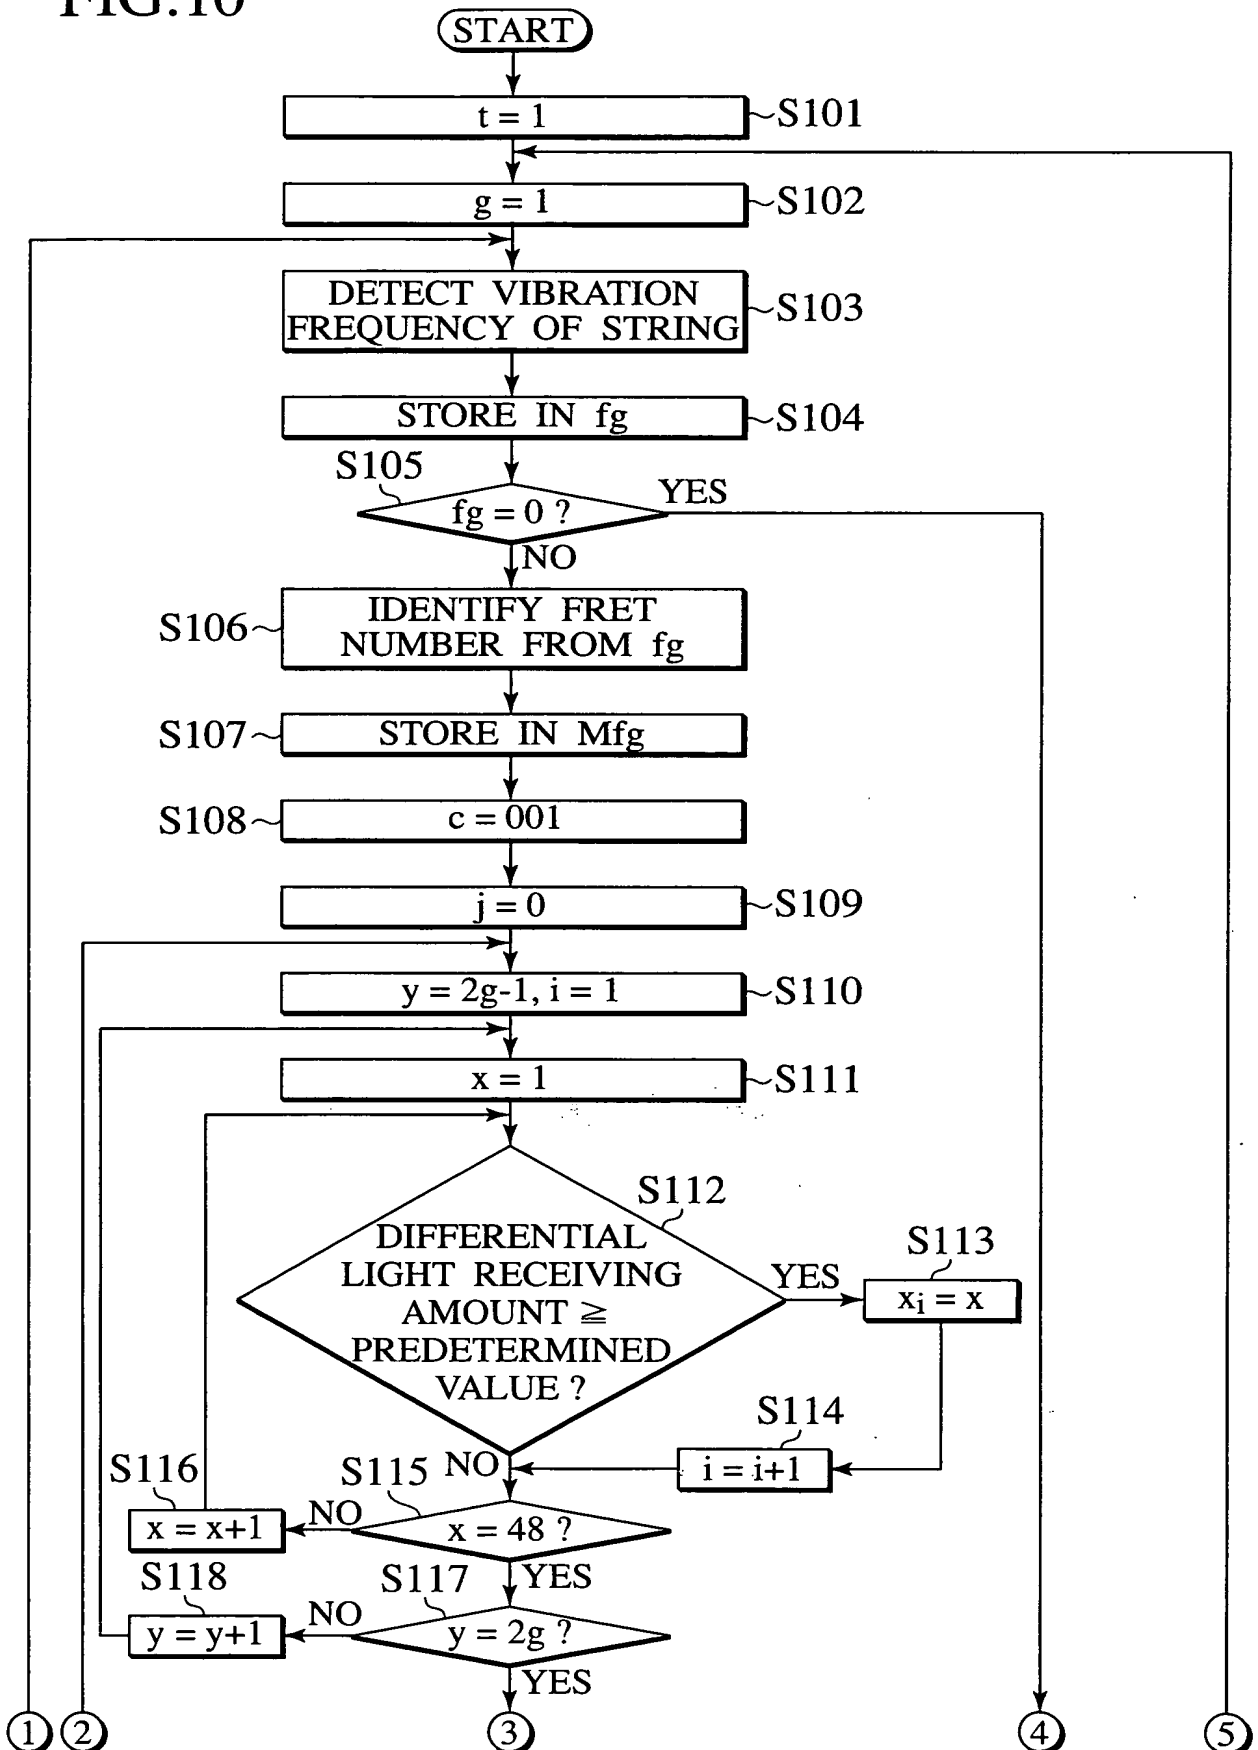 FIG.10
START
t = 1
S101
g = 1
S102
DETECT VIBRATION
FREQUENCY OF STRING
S103
STORE IN fg
S104
S105
fg = 0 ?
YES
NO
S106
IDENTIFY FRET
NUMBER FROM fg
S107
STORE IN Mfg
S108
c = 001
j = 0
S109
y = 2g-1, i = 1
S110
x = 1
S111
S112
DIFFERENTIAL
LIGHT RECEIVING
AMOUNT ≧
PREDETERMINED
VALUE ?
YES
S113
xi = x
S114
i = i+1
NO
S115
x = 48 ?
NO
S116
x = x+1
YES
S117
y = 2g ?
NO
S118
y = y+1
YES
1
2
3
4
5